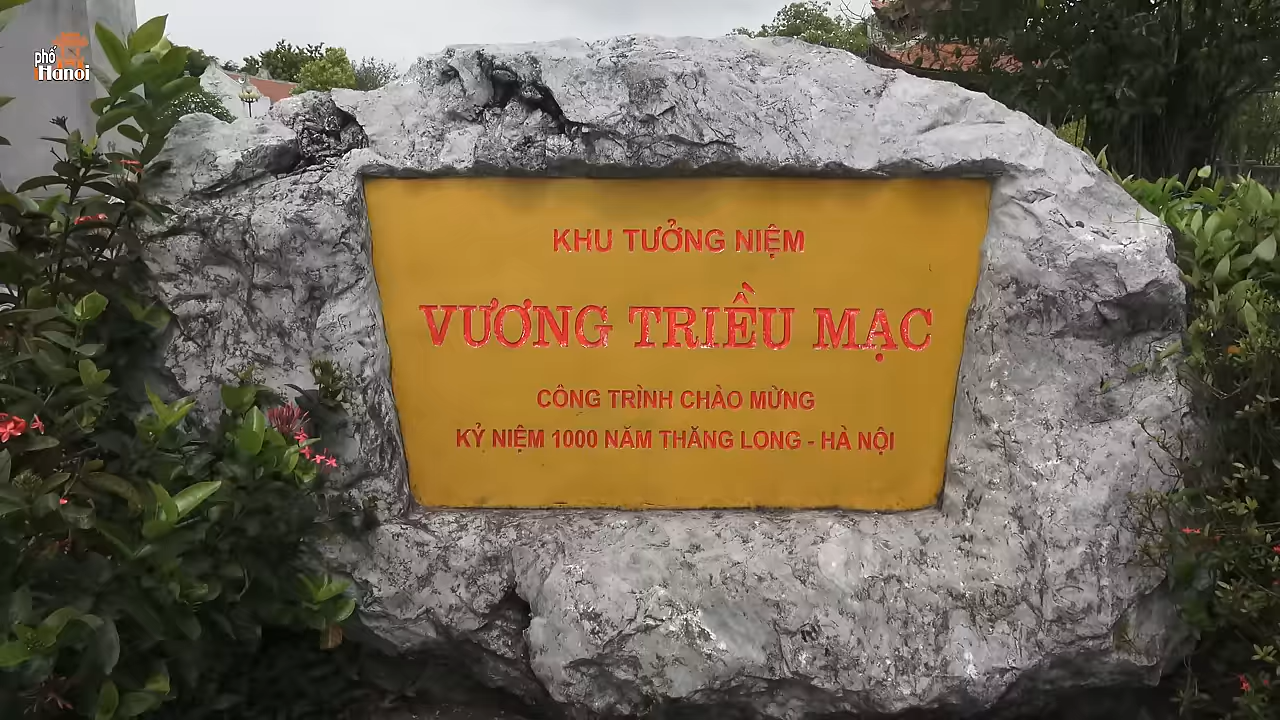 phố
Hanoi
KHU TƯỞNG NIỆM
VƯƠNG TRIỀU MẠC
CÔNG TRÌNH CHÀO MỪNG
KỶ NIỆM 1000 NĂM THĂNG LONG - HÀ NỘI